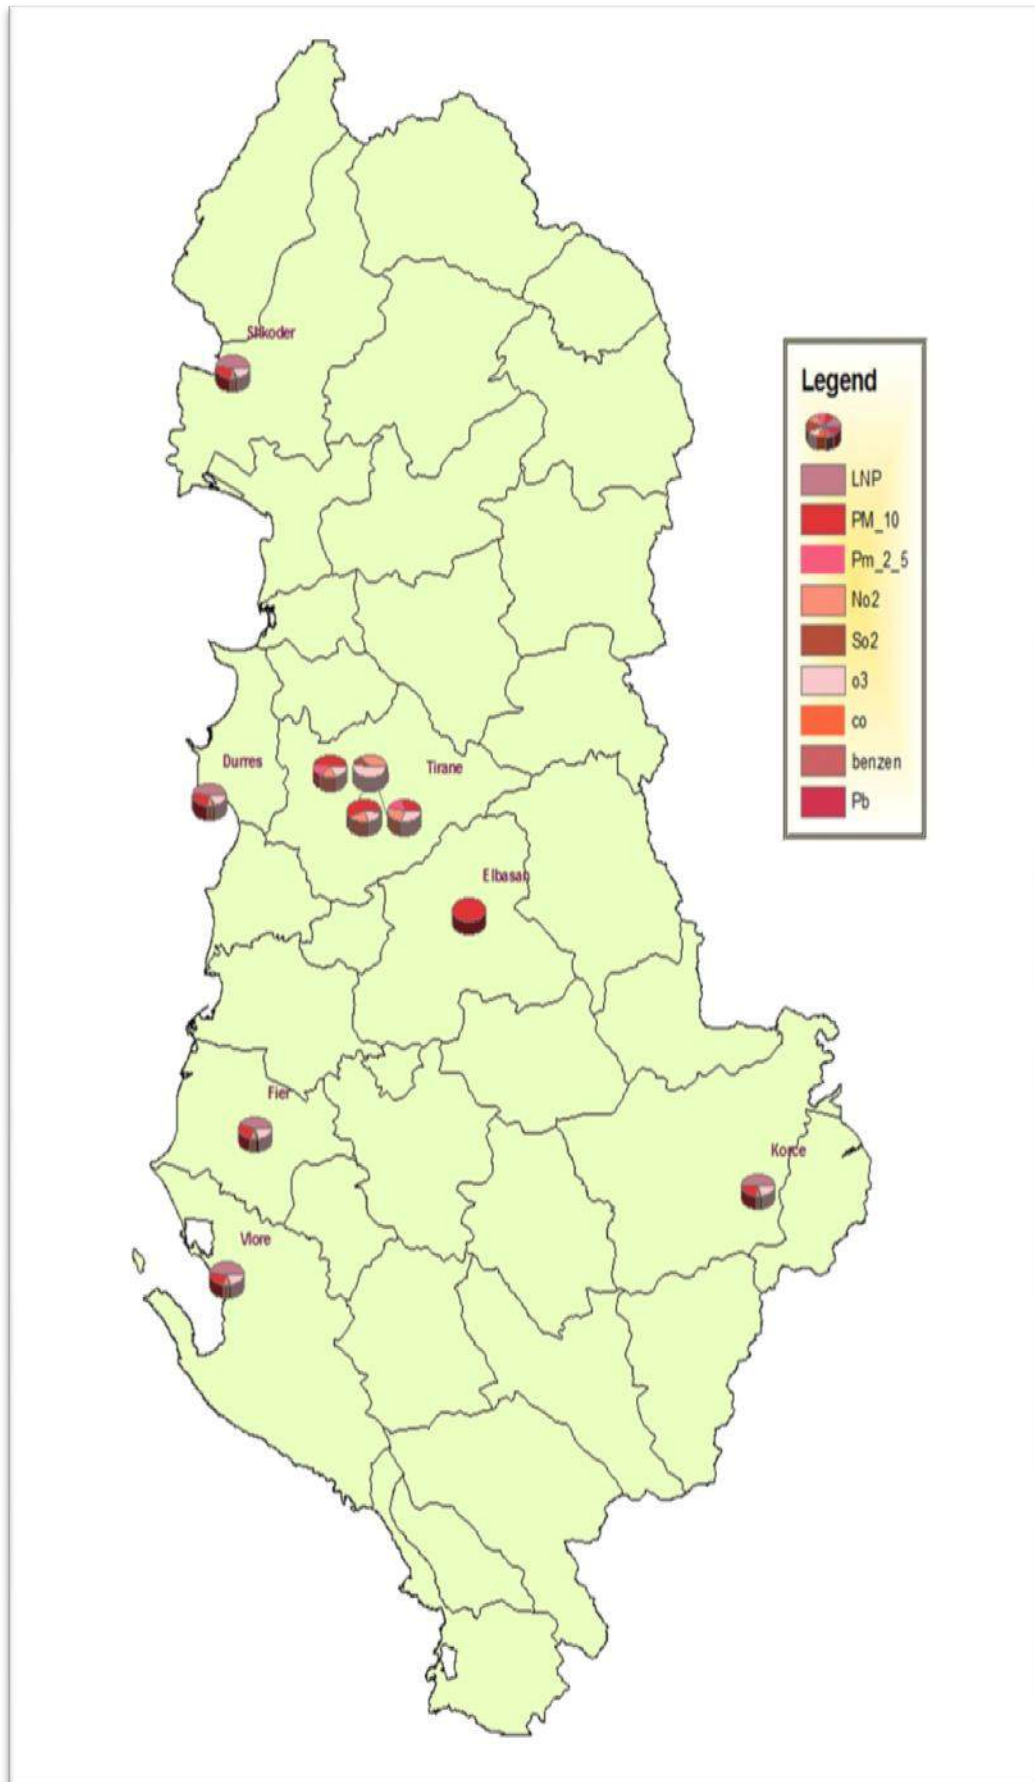 Shkoder
Legend
LNP
PM_10
Pm_2_5
No2
So2
o3
co
benzen
Pb
Durres
Tirane
Elbasan
Fier
Korce
Vlore